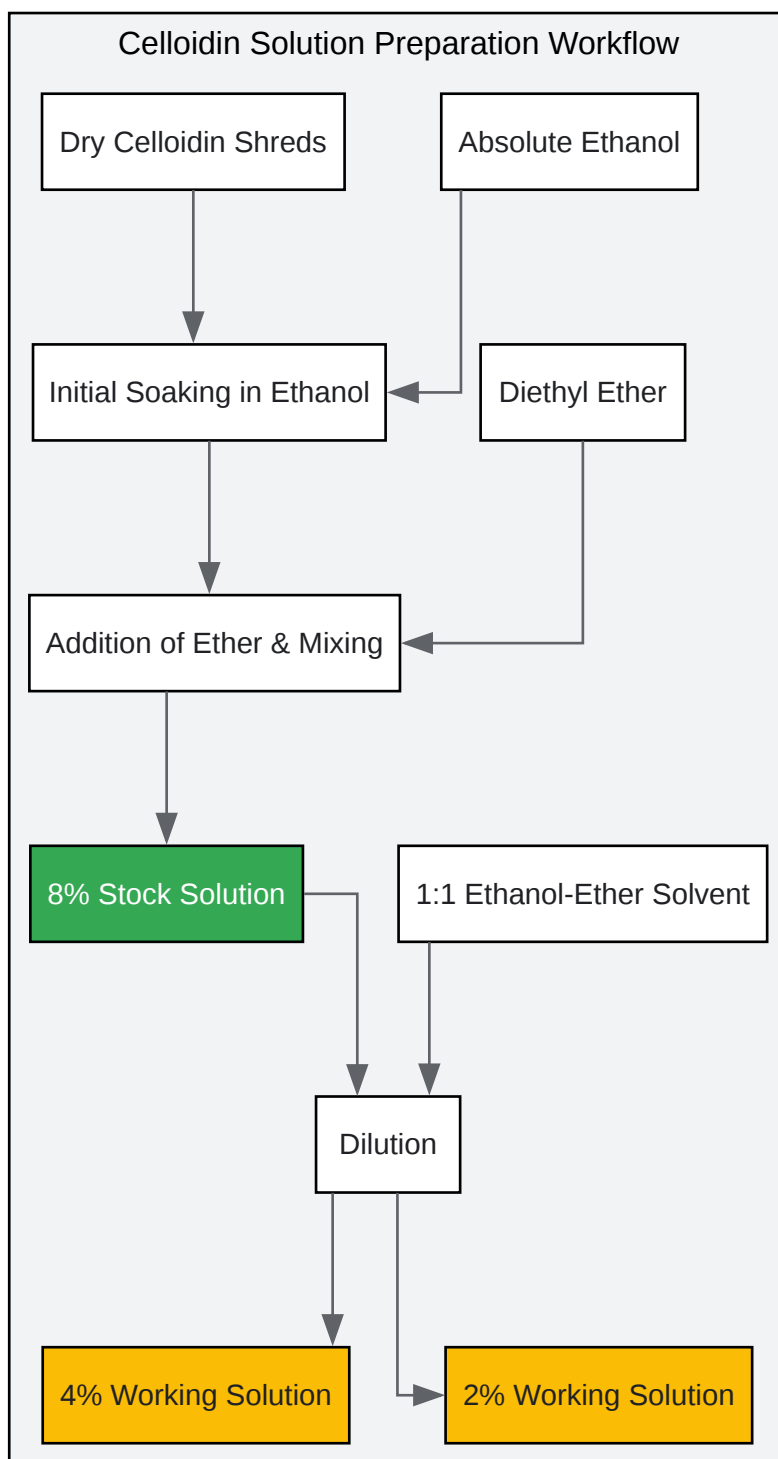 Celloidin Solution Preparation Workflow
Dry Celloidin Shreds
Absolute Ethanol
Initial Soaking in Ethanol
Diethyl Ether
Addition of Ether & Mixing
8% Stock Solution
1:1 Ethanol-Ether Solvent
Dilution
4% Working Solution
2% Working Solution